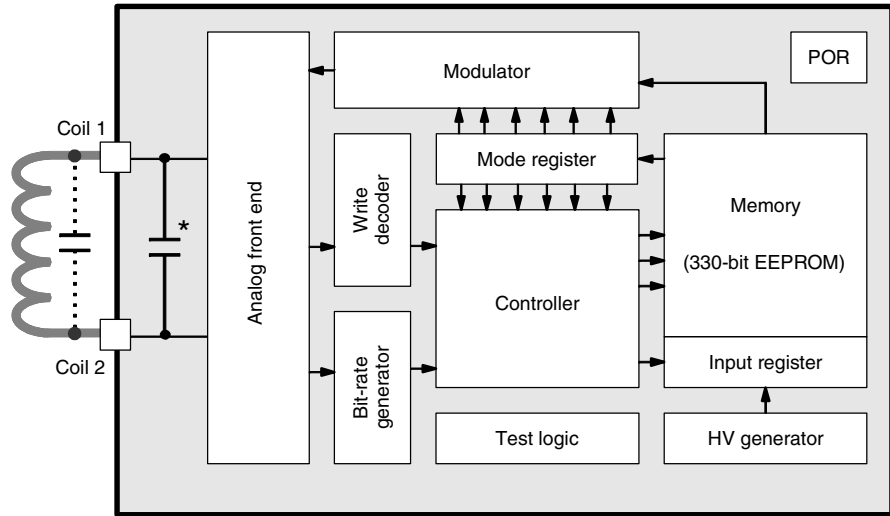 POR
Modulator
Coil 1
Mode register
Write
decoder
Memory
(330-bit EEPROM)
*
Analog front end
Controller
Coil 2
Bit-rate
generator
Input register
Test logic
HV generator